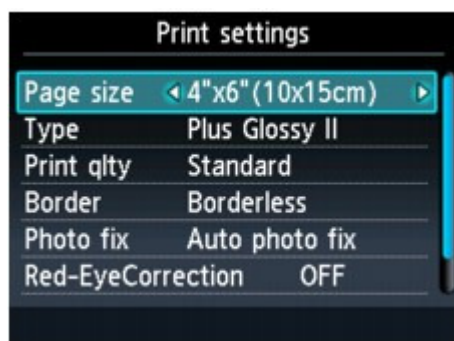 Print settings
Page size 4"x6"(10x15cm)
Type Plus Glossy II
Print qlty Standard
Border Borderless
Photo fix Auto photo fix
Red-EyeCorrection OFF